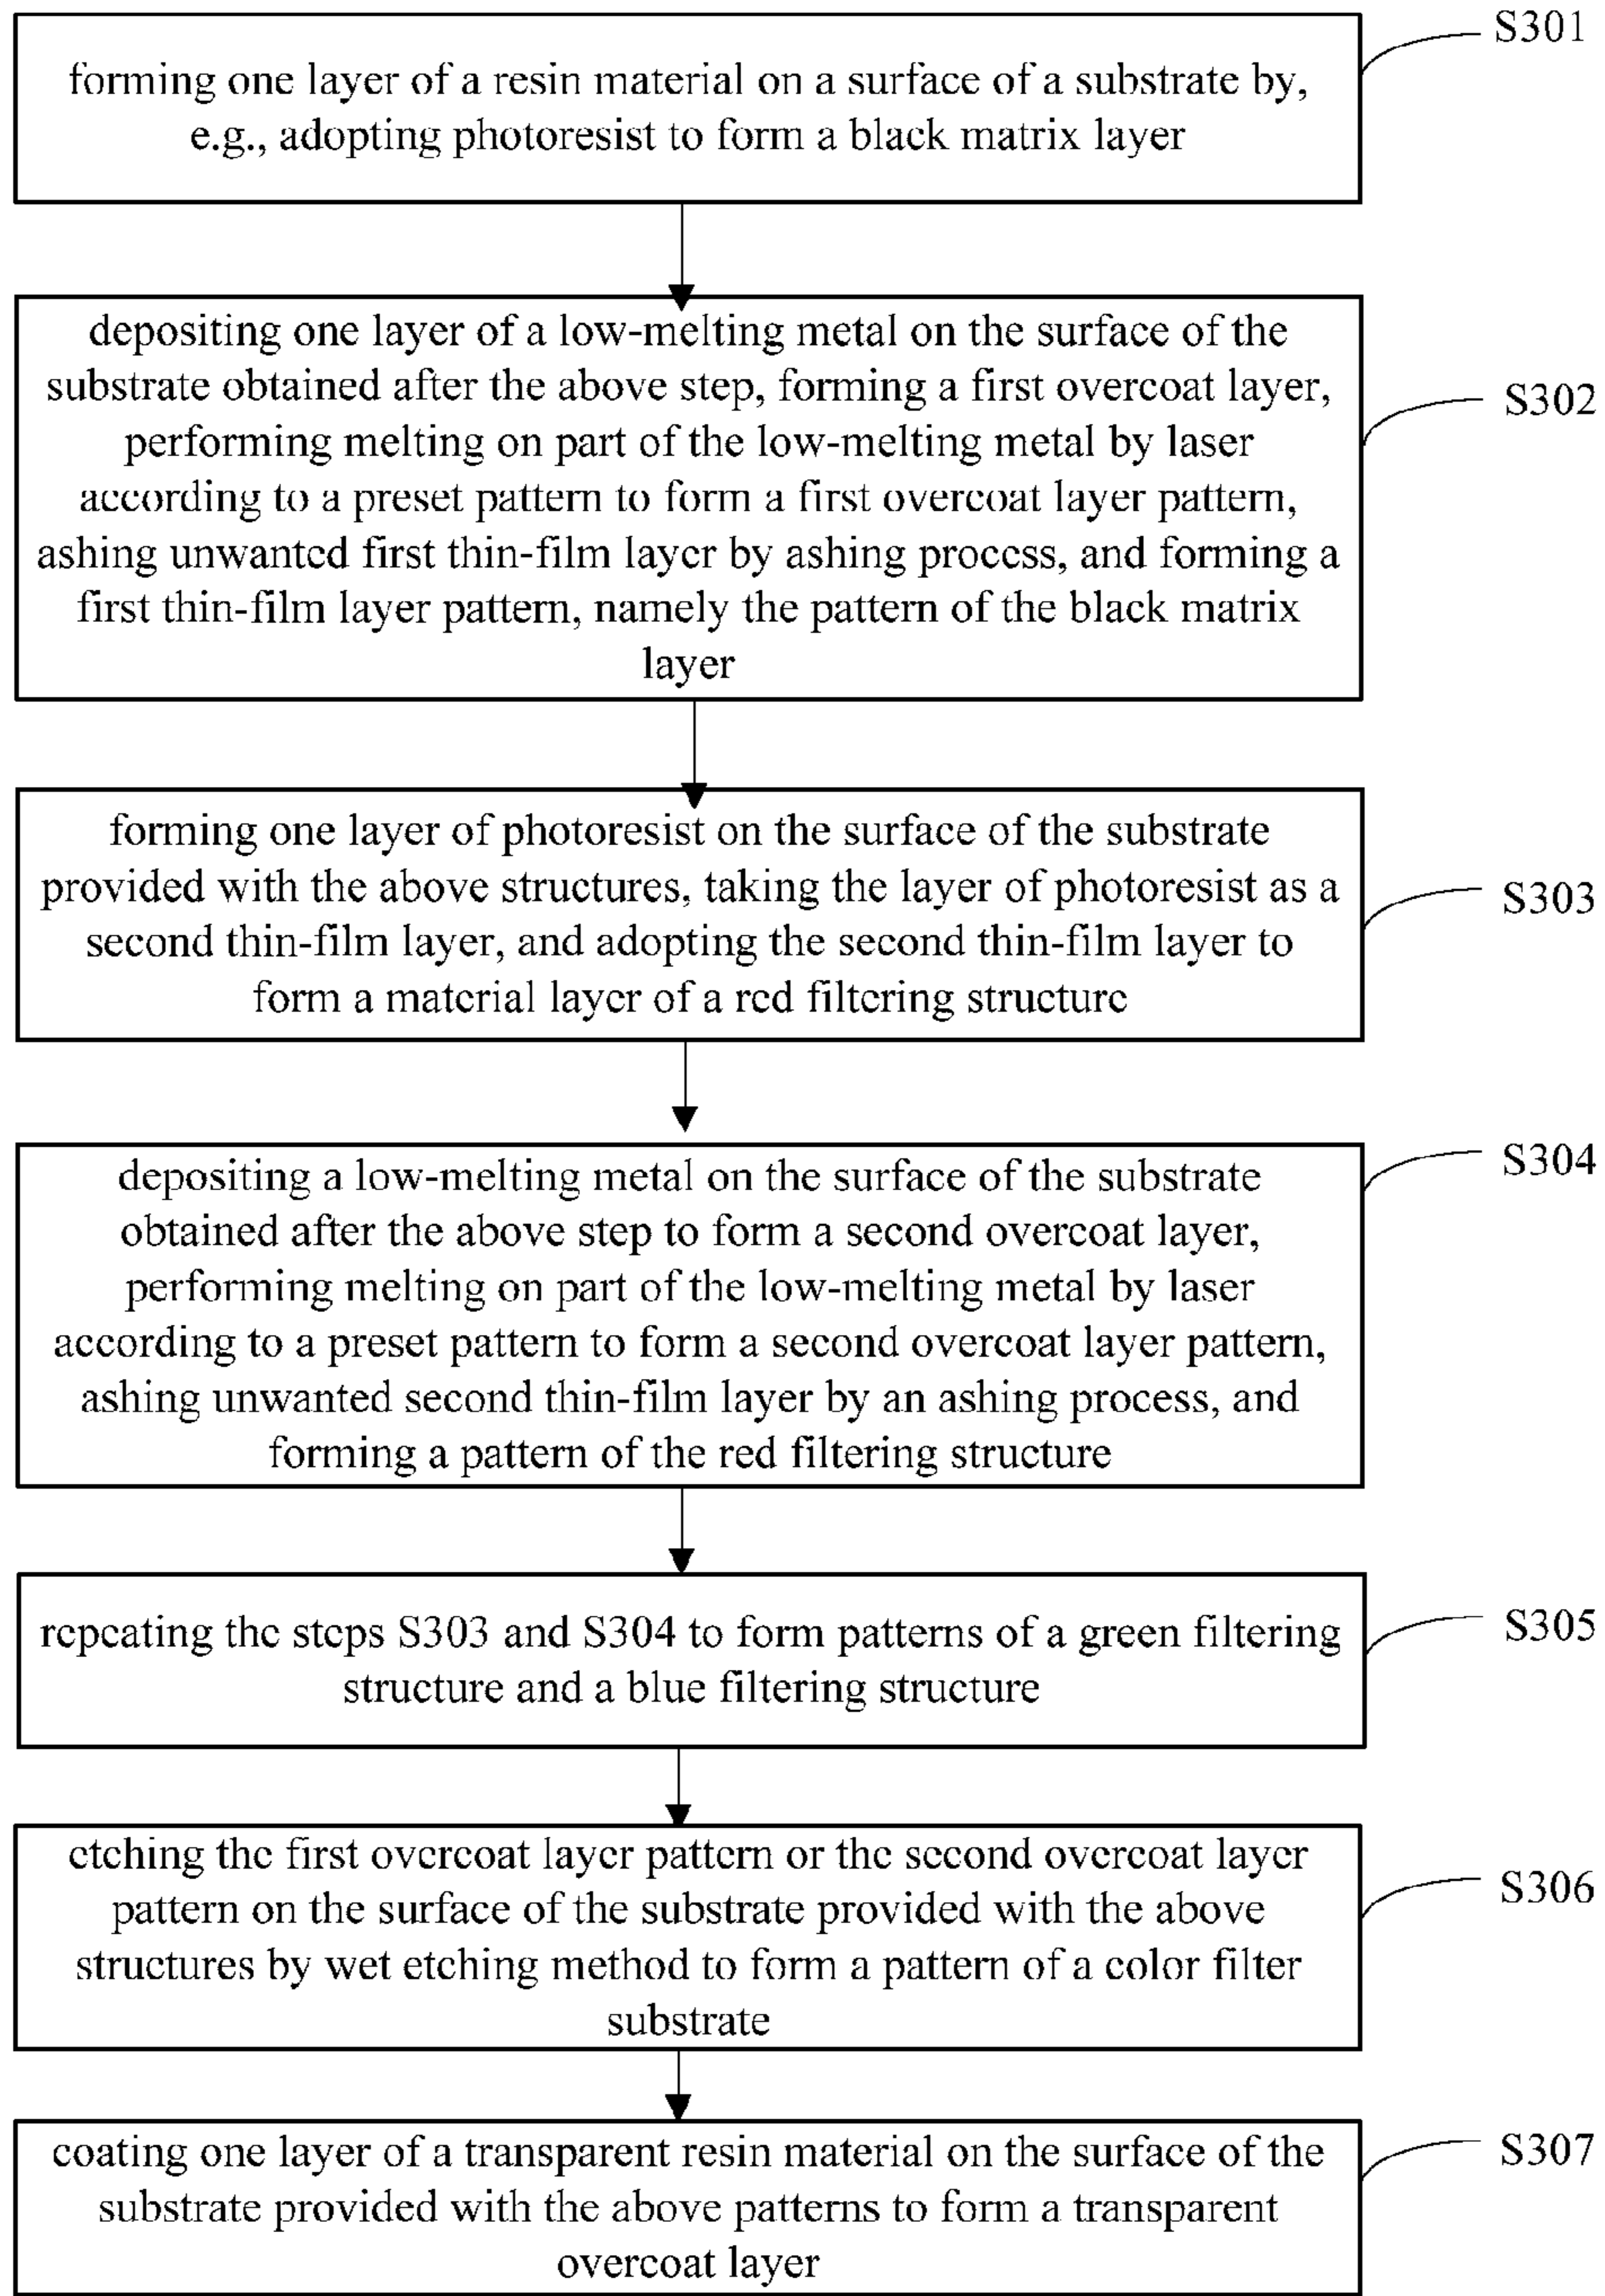 S301
forming one layer of a resin material on a surface of a substrate by,
e.g., adopting photoresist to form a black matrix layer
depositing one layer of a low-melting metal on the surface of the
substrate obtained after the above step, forming a first overcoat layer,
performing melting on part of the low-melting metal by laser
according to a preset pattern to form a first overcoat layer pattern,
ashing unwanted first thin-film layer by ashing process, and forming a
first thin-film layer pattern, namely the pattern of the black matrix
layer
S302
forming one layer of photoresist on the surface of the substrate
provided with the above structures, taking the layer of photoresist as a
second thin-film layer, and adopting the second thin-film layer to
form a material layer of a red filtering structure
S303
depositing a low-melting metal on the surface of the substrate
obtained after the above step to form a second overcoat layer,
performing melting on part of the low-melting metal by laser
according to a preset pattern to form a second overcoat layer pattern,
ashing unwanted second thin-film layer by an ashing process, and
forming a pattern of the red filtering structure
S304
repeating the steps S303 and S304 to form patterns of a green filtering
structure and a blue filtering structure
S305
etching the first overcoat layer pattern or the second overcoat layer
pattern on the surface of the substrate provided with the above
structures by wet etching method to form a pattern of a color filter
substrate
S306
coating one layer of a transparent resin material on the surface of the
substrate provided with the above patterns to form a transparent
overcoat layer
S307